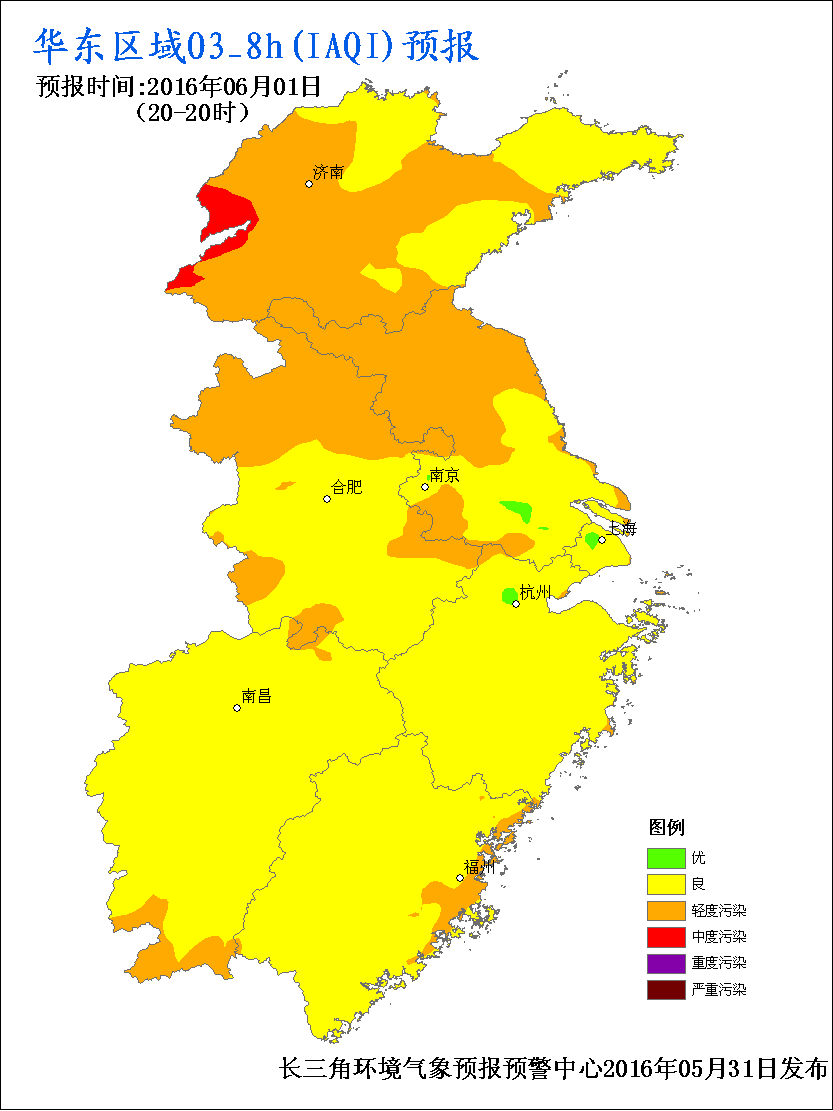 华东区域O3_8h(IAQI)预报
预报时间:2016年06月01日
(20-20时)
济南
南京
合肥
上海
杭州
南昌
福州
图例
优
良
轻度污染
中度污染
重度污染
严重污染
长三角环境气象预报预警中心2016年05月31日发布